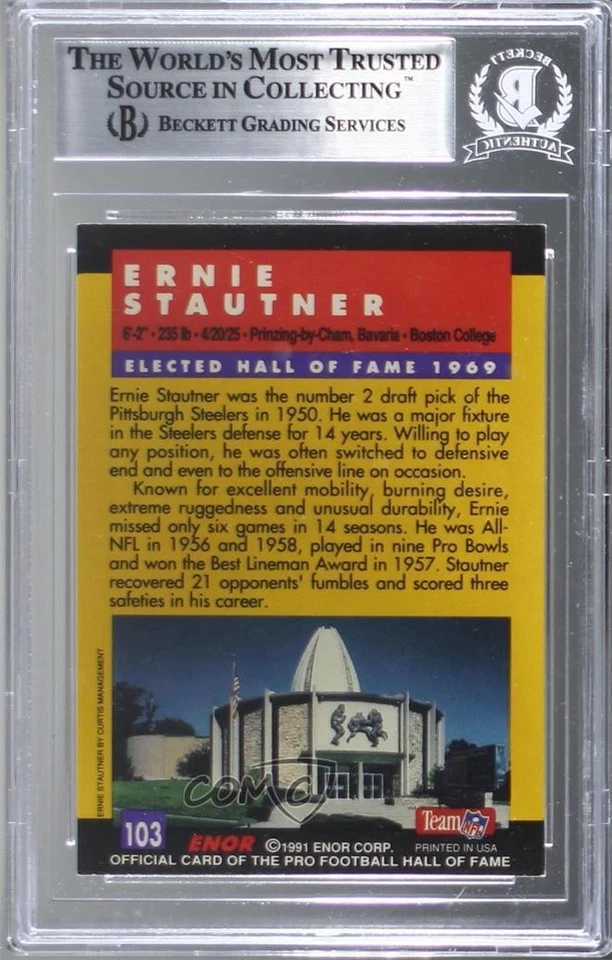 THE WORLD'S MOST TRUSTED
SOURCE IN COLLECTING™
B BECKETT GRADING SERVICES
BECKETT
B
AUTHENTIC
ERNIE
STAUTNER
6'-2" • 235 lb • 4/20/25 • Prinzing-by-Cham, Bavaria • Boston College
ELECTED HALL OF FAME 1969
Ernie Stautner was the number 2 draft pick of the
Pittsburgh Steelers in 1950. He was a major fixture
in the Steelers defense for 14 years. Willing to play
any position, he was often switched to defensive
end and even to the offensive line on occasion.
Known for excellent mobility, burning desire,
extreme ruggedness and unusual durability, Ernie
missed only six games in 14 seasons. He was All-
NFL in 1956 and 1958, played in nine Pro Bowls
and won the Best Lineman Award in 1957. Stautner
recovered 21 opponents' fumbles and scored three
safeties in his career.
ERNIE STAUTNER BY CURTIS MANAGEMENT
COMC
103
ENOR ©1991 ENOR CORP.
Team NFL
PRINTED IN USA
OFFICIAL CARD OF THE PRO FOOTBALL HALL OF FAME